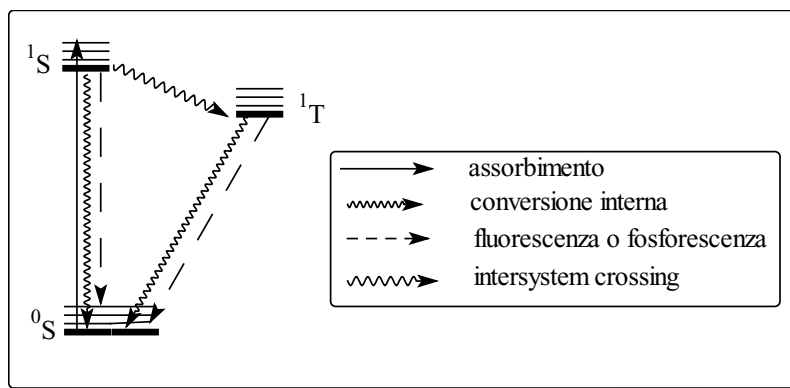 1S
1T
assorbimento
conversione interna
fluorescenza o fosforescenza
0S
intersystem crossing